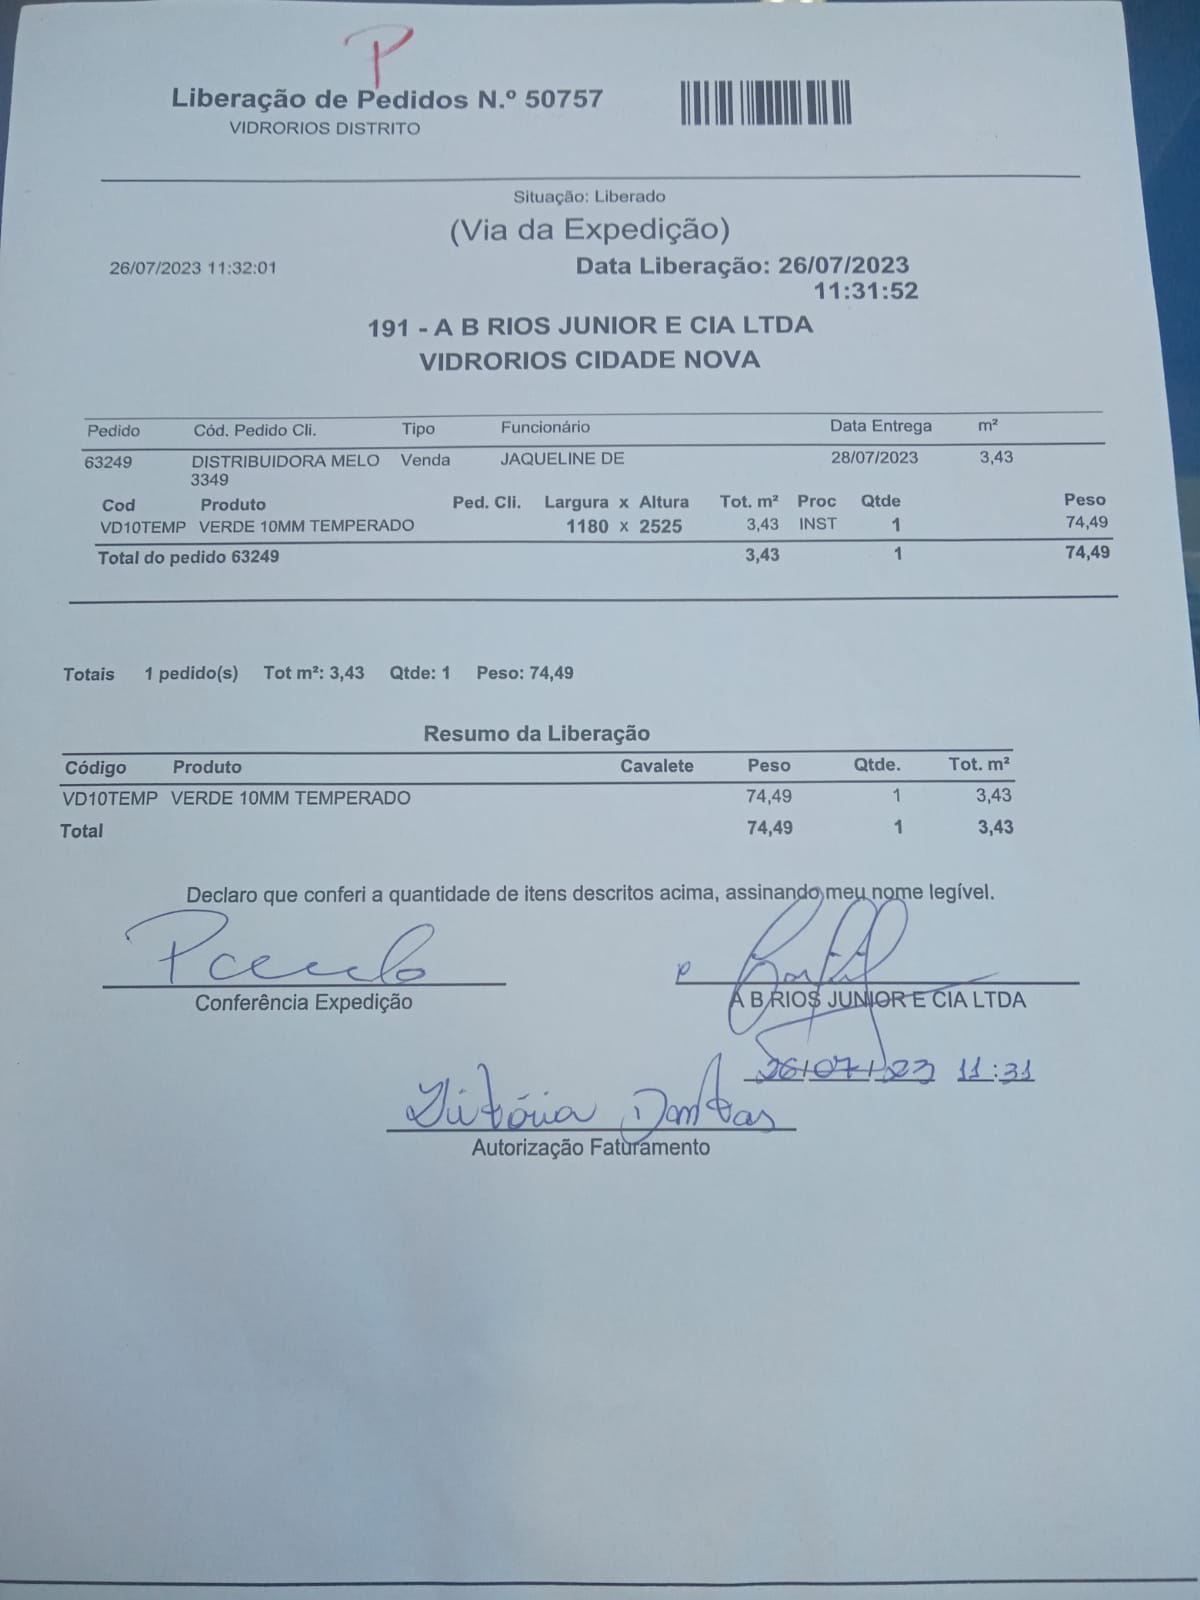 P
Liberação de Pedidos N.º 50757
VIDRORIOS DISTRITO
Situação: Liberado
(Via da Expedição)
26/07/2023 11:32:01
Data Liberação: 26/07/2023
11:31:52
191 - A B RIOS JUNIOR E CIA LTDA
VIDRORIOS CIDADE NOVA
Pedido Cód. Pedido Cli. Tipo Funcionário Data Entrega m²
63249 DISTRIBUIDORA MELO Venda JAQUELINE DE 28/07/2023 3,43
3349
Cod Produto Ped. Cli. Largura x Altura Tot. m² Proc Qtde Peso
VD10TEMP VERDE 10MM TEMPERADO 1180 x 2525 3,43 INST 1 74,49
Total do pedido 63249 3,43 1 74,49
Totais 1 pedido(s) Tot m²: 3,43 Qtde: 1 Peso: 74,49
Resumo da Liberação
Código Produto Cavalete Peso Qtde. Tot. m²
VD10TEMP VERDE 10MM TEMPERADO 74,49 1 3,43
Total 74,49 1 3,43
Declaro que conferi a quantidade de itens descritos acima, assinando meu nome legível.
Conferência Expedição
A B RIOS JUNIOR E CIA LTDA
26/07/23 11:31
Vitória Dantas
Autorização Faturamento